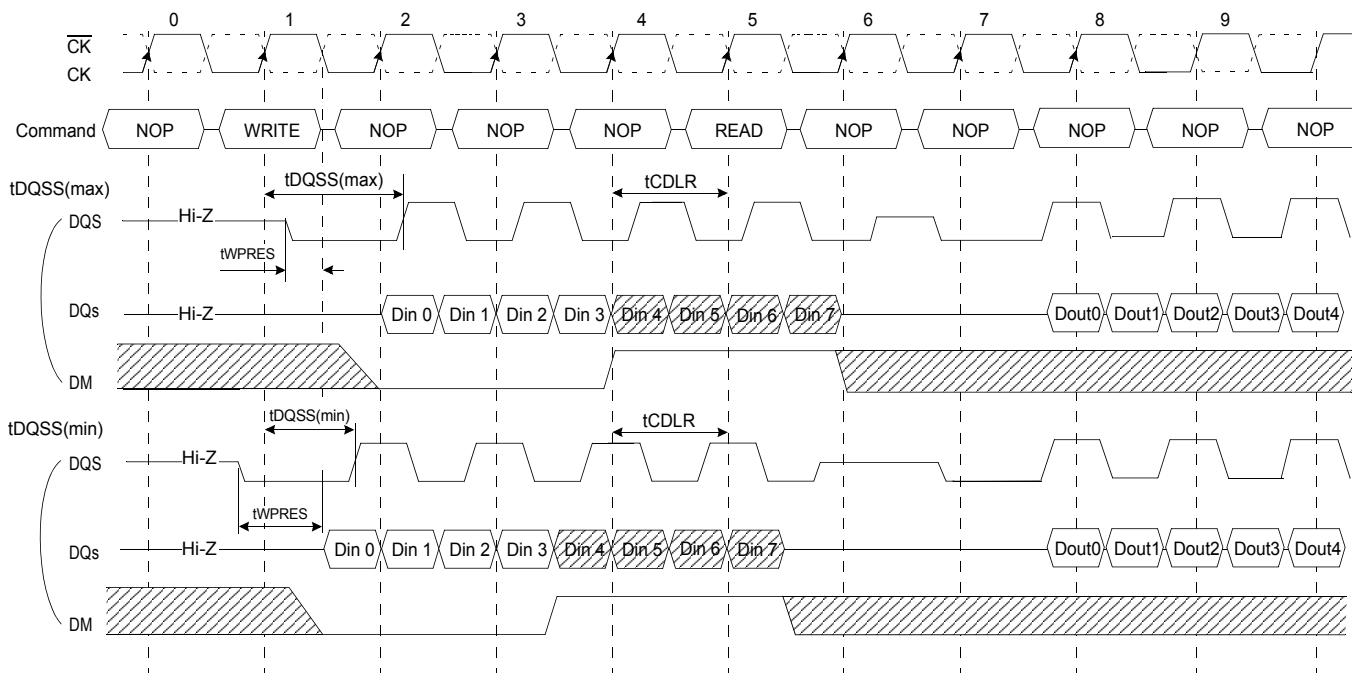 0 1 2 3 4 5 6 7 8 9
CK
CK
Command NOP WRITE NOP NOP NOP READ NOP NOP NOP NOP NOP
tDQSS(max) tDQSS(max) tCDLR
DQS Hi-Z
tWPRES
DQs Hi-Z Din 0 Din 1 Din 2 Din 3 Din 4 Din 5 Din 6 Din 7 Dout0 Dout1 Dout2 Dout3 Dout4
DM
tDQSS(min) tDQSS(min) tCDLR
DQS Hi-Z
tWPRES
DQs Hi-Z Din 0 Din 1 Din 2 Din 3 Din 4 Din 5 Din 6 Din 7 Dout0 Dout1 Dout2 Dout3 Dout4
DM